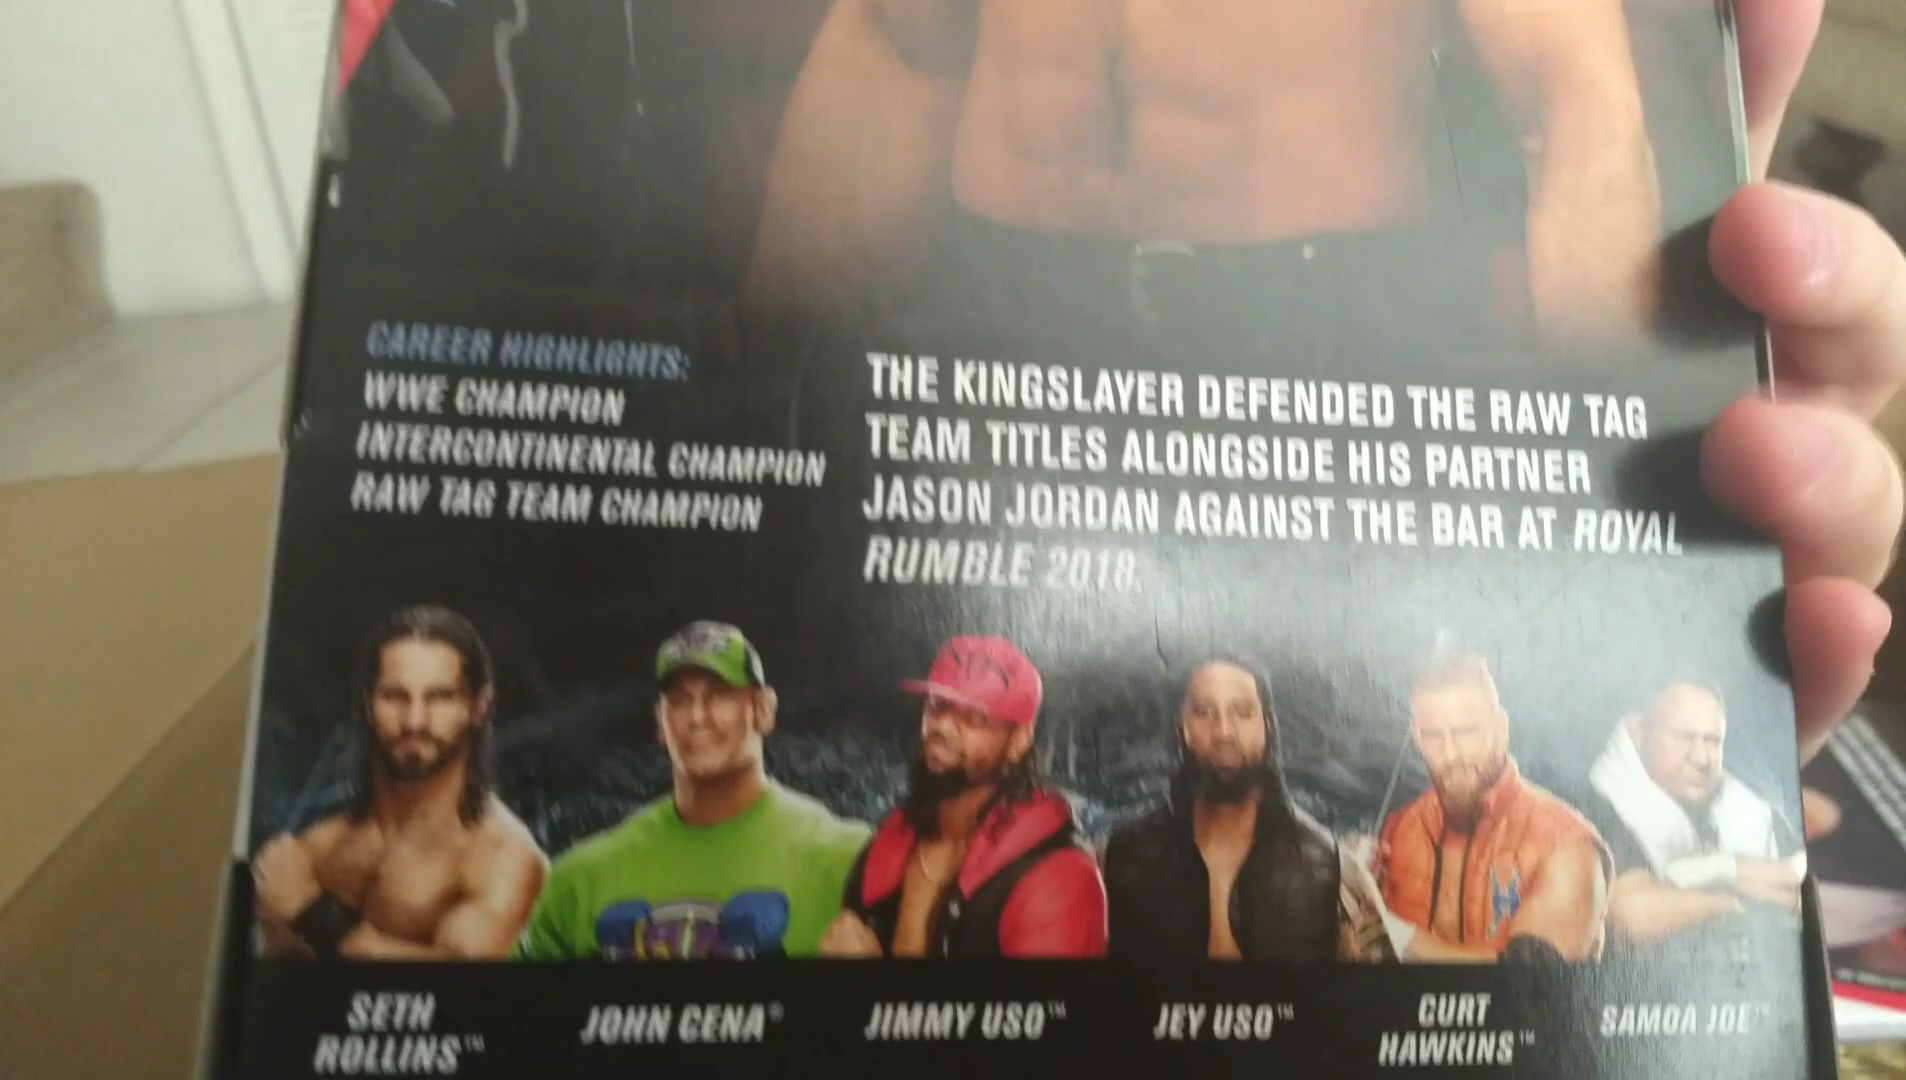 CAREER HIGHLIGHTS:
WWE CHAMPION
INTERCONTINENTAL CHAMPION
RAW TAG TEAM CHAMPION
THE KINGSLAYER DEFENDED THE RAW TAG
TEAM TITLES ALONGSIDE HIS PARTNER
JASON JORDAN AGAINST THE BAR AT ROYAL
RUMBLE 2018.
SETH
ROLLINS™
JOHN CENA®
JIMMY USO™
JEY USO™
CURT
HAWKINS™
SAMOA JOE™